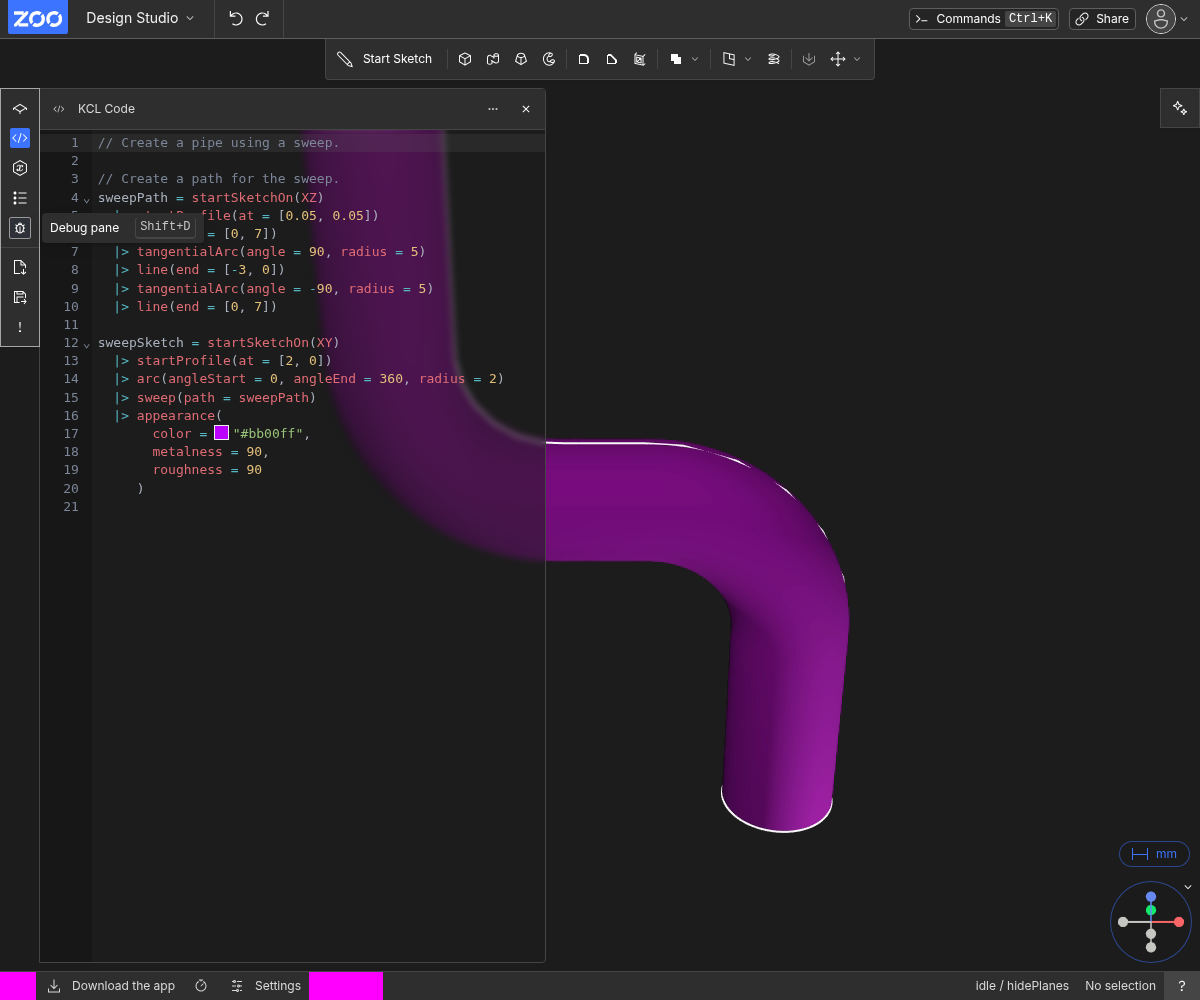 ZOO Design Studio Commands Ctrl+K Share
Start Sketch
KCL Code
1 // Create a pipe using a sweep.
2
3 // Create a path for the sweep.
4 sweepPath = startSketchOn(XZ)
file(at = [0.05, 0.05])
Debug pane Shift+D = [0, 7])
7 |> tangentialArc(angle = 90, radius = 5)
8 |> line(end = [-3, 0])
9 |> tangentialArc(angle = -90, radius = 5)
10 |> line(end = [0, 7])
11
12 sweepSketch = startSketchOn(XY)
13 |> startProfile(at = [2, 0])
14 |> arc(angleStart = 0, angleEnd = 360, radius = 2)
15 |> sweep(path = sweepPath)
16 |> appearance(
17 color = "#bb00ff",
18 metalness = 90,
19 roughness = 90
20 )
21
mm
Download the app Settings idle / hidePlanes No selection ?